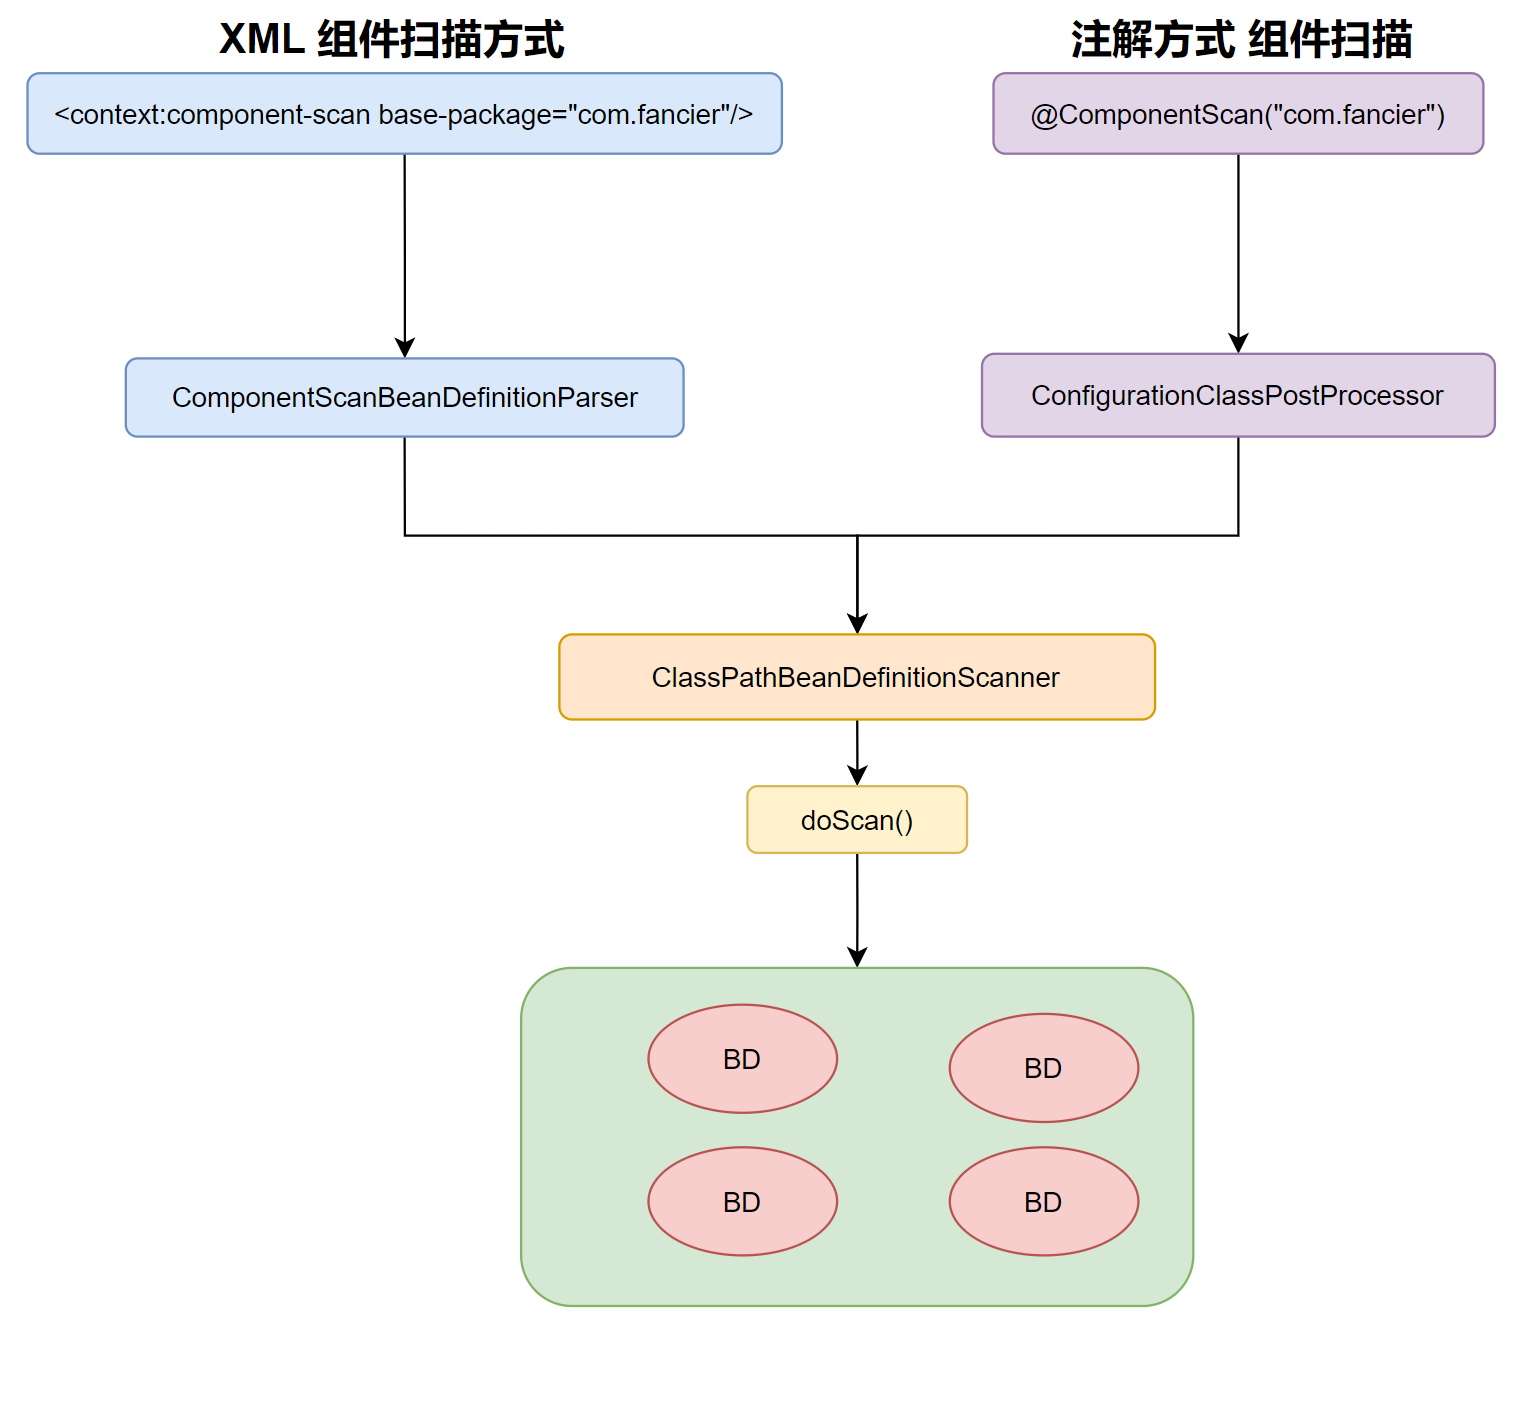 XML 组件扫描方式
注解方式 组件扫描
<context:component-scan base-package="com.fancier"/>
@ComponentScan("com.fancier")
ComponentScanBeanDefinitionParser
ConfigurationClassPostProcessor
ClassPathBeanDefinitionScanner
doScan()
BD
BD
BD
BD